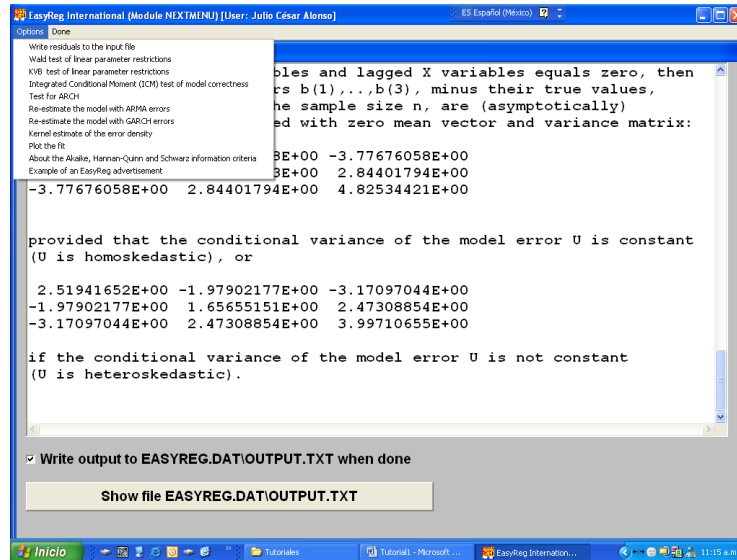 EasyReg International (Module NEXTMENU) [User: Julio César Alonso]
ES Español (México)
Options Done
Write residuals to the input file
Wald test of linear parameter restrictions
KVB test of linear parameter restrictions
Integrated Conditional Moment (ICM) test of model correctness
Test for ARCH
Re-estimate the model with ARMA errors
Re-estimate the model with GARCH errors
Kernel estimate of the error density
Plot the fit
About the Akaike, Hannan-Quinn and Schwarz information criteria
Example of an EasyReg advertisement
bles and lagged X variables equals zero, then
rs b(1),..,b(3), minus their true values,
he sample size n, are (asymptotically)
ed with zero mean vector and variance matrix:
8E+00 -3.77676058E+00
3E+00 2.84401794E+00
-3.77676058E+00 2.84401794E+00 4.82534421E+00
provided that the conditional variance of the model error U is constant
(U is homoskedastic), or
2.51941652E+00 -1.97902177E+00 -3.17097044E+00
-1.97902177E+00 1.65655151E+00 2.47308854E+00
-3.17097044E+00 2.47308854E+00 3.99710655E+00
if the conditional variance of the model error U is not constant
(U is heteroskedastic).
Write output to EASYREG.DAT\OUTPUT.TXT when done
Show file EASYREG.DAT\OUTPUT.TXT
Inicio
Tutoriales
Tutorial1 - Microsoft ...
EasyReg Internation...
11:15 a.m.